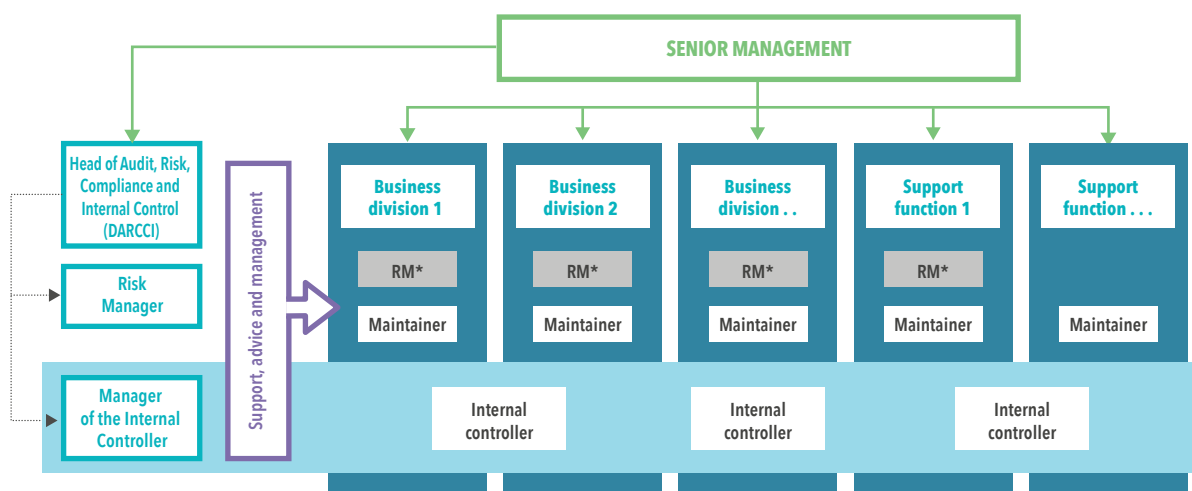 SENIOR MANAGEMENT
Head of Audit, Risk,
Compliance and
Internal Control
(DARCCI)
Risk
Manager
Manager
of the Internal
Controller
Support, advice and management
Business
division 1
Business
division 2
Business
division . .
Support
function 1
Support
function . . .
RM*
RM*
RM*
RM*
Maintainer
Maintainer
Maintainer
Maintainer
Maintainer
Internal
controller
Internal
controller
Internal
controller